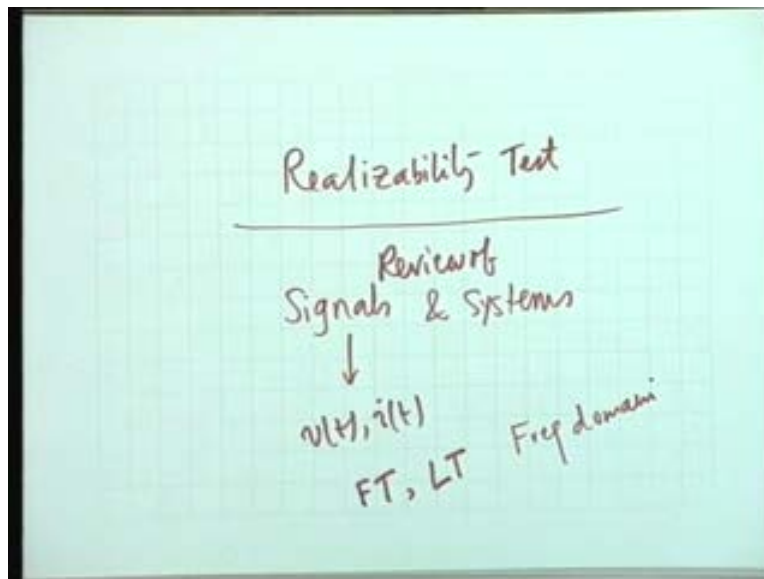 Realizability Test
Review of
Signals & Systems
v(t), i(t)
FT, LT Freq domain